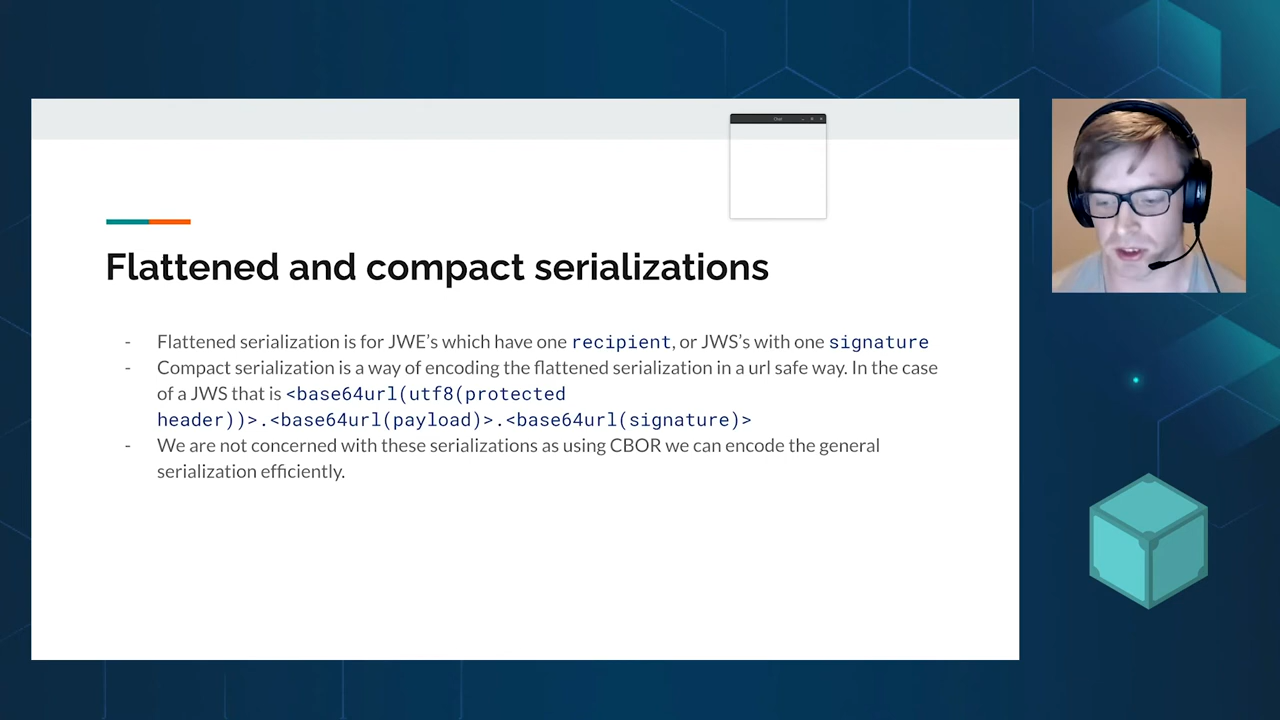 Chat
Flattened and compact serializations
- Flattened serialization is for JWE's which have one recipient, or JWS's with one signature
- Compact serialization is a way of encoding the flattened serialization in a url safe way. In the case
of a JWS that is <base64url(utf8(protected
header))>.<base64url(payload)>.<base64url(signature)>
- We are not concerned with these serializations as using CBOR we can encode the general
serialization efficiently.